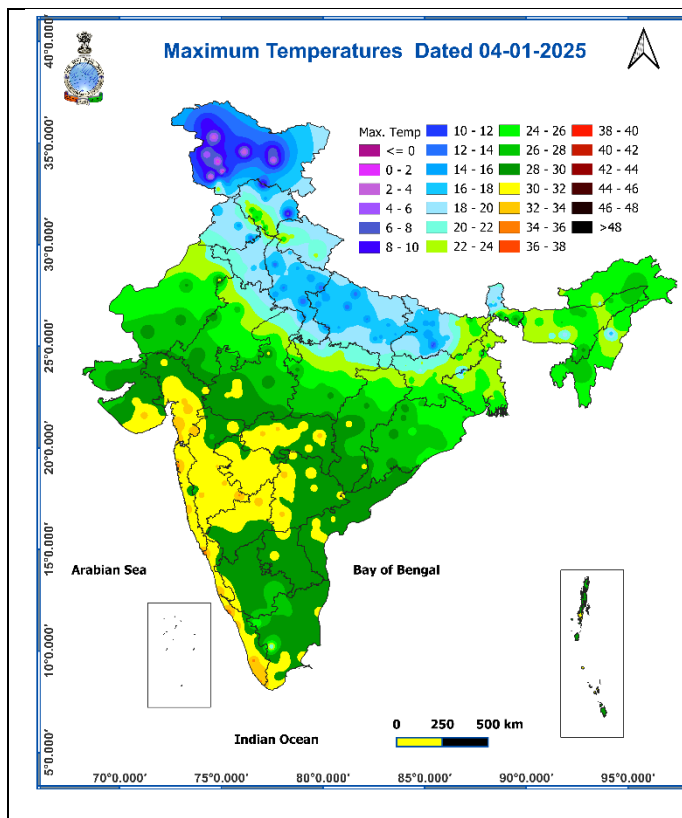 Maximum Temperatures Dated 04-01-2025
Max. Temp
<= 0
0 - 2
2 - 4
4 - 6
6 - 8
8 - 10
10 - 12
12 - 14
14 - 16
16 - 18
18 - 20
20 - 22
22 - 24
24 - 26
26 - 28
28 - 30
30 - 32
32 - 34
34 - 36
36 - 38
38 - 40
40 - 42
42 - 44
44 - 46
46 - 48
>48
40°0.000'
35°0.000'
30°0.000'
25°0.000'
20°0.000'
15°0.000'
10°0.000'
5°0.000'
Arabian Sea
Bay of Bengal
Indian Ocean
0 250 500 km
70°0.000' 75°0.000' 80°0.000' 85°0.000' 90°0.000' 95°0.000'